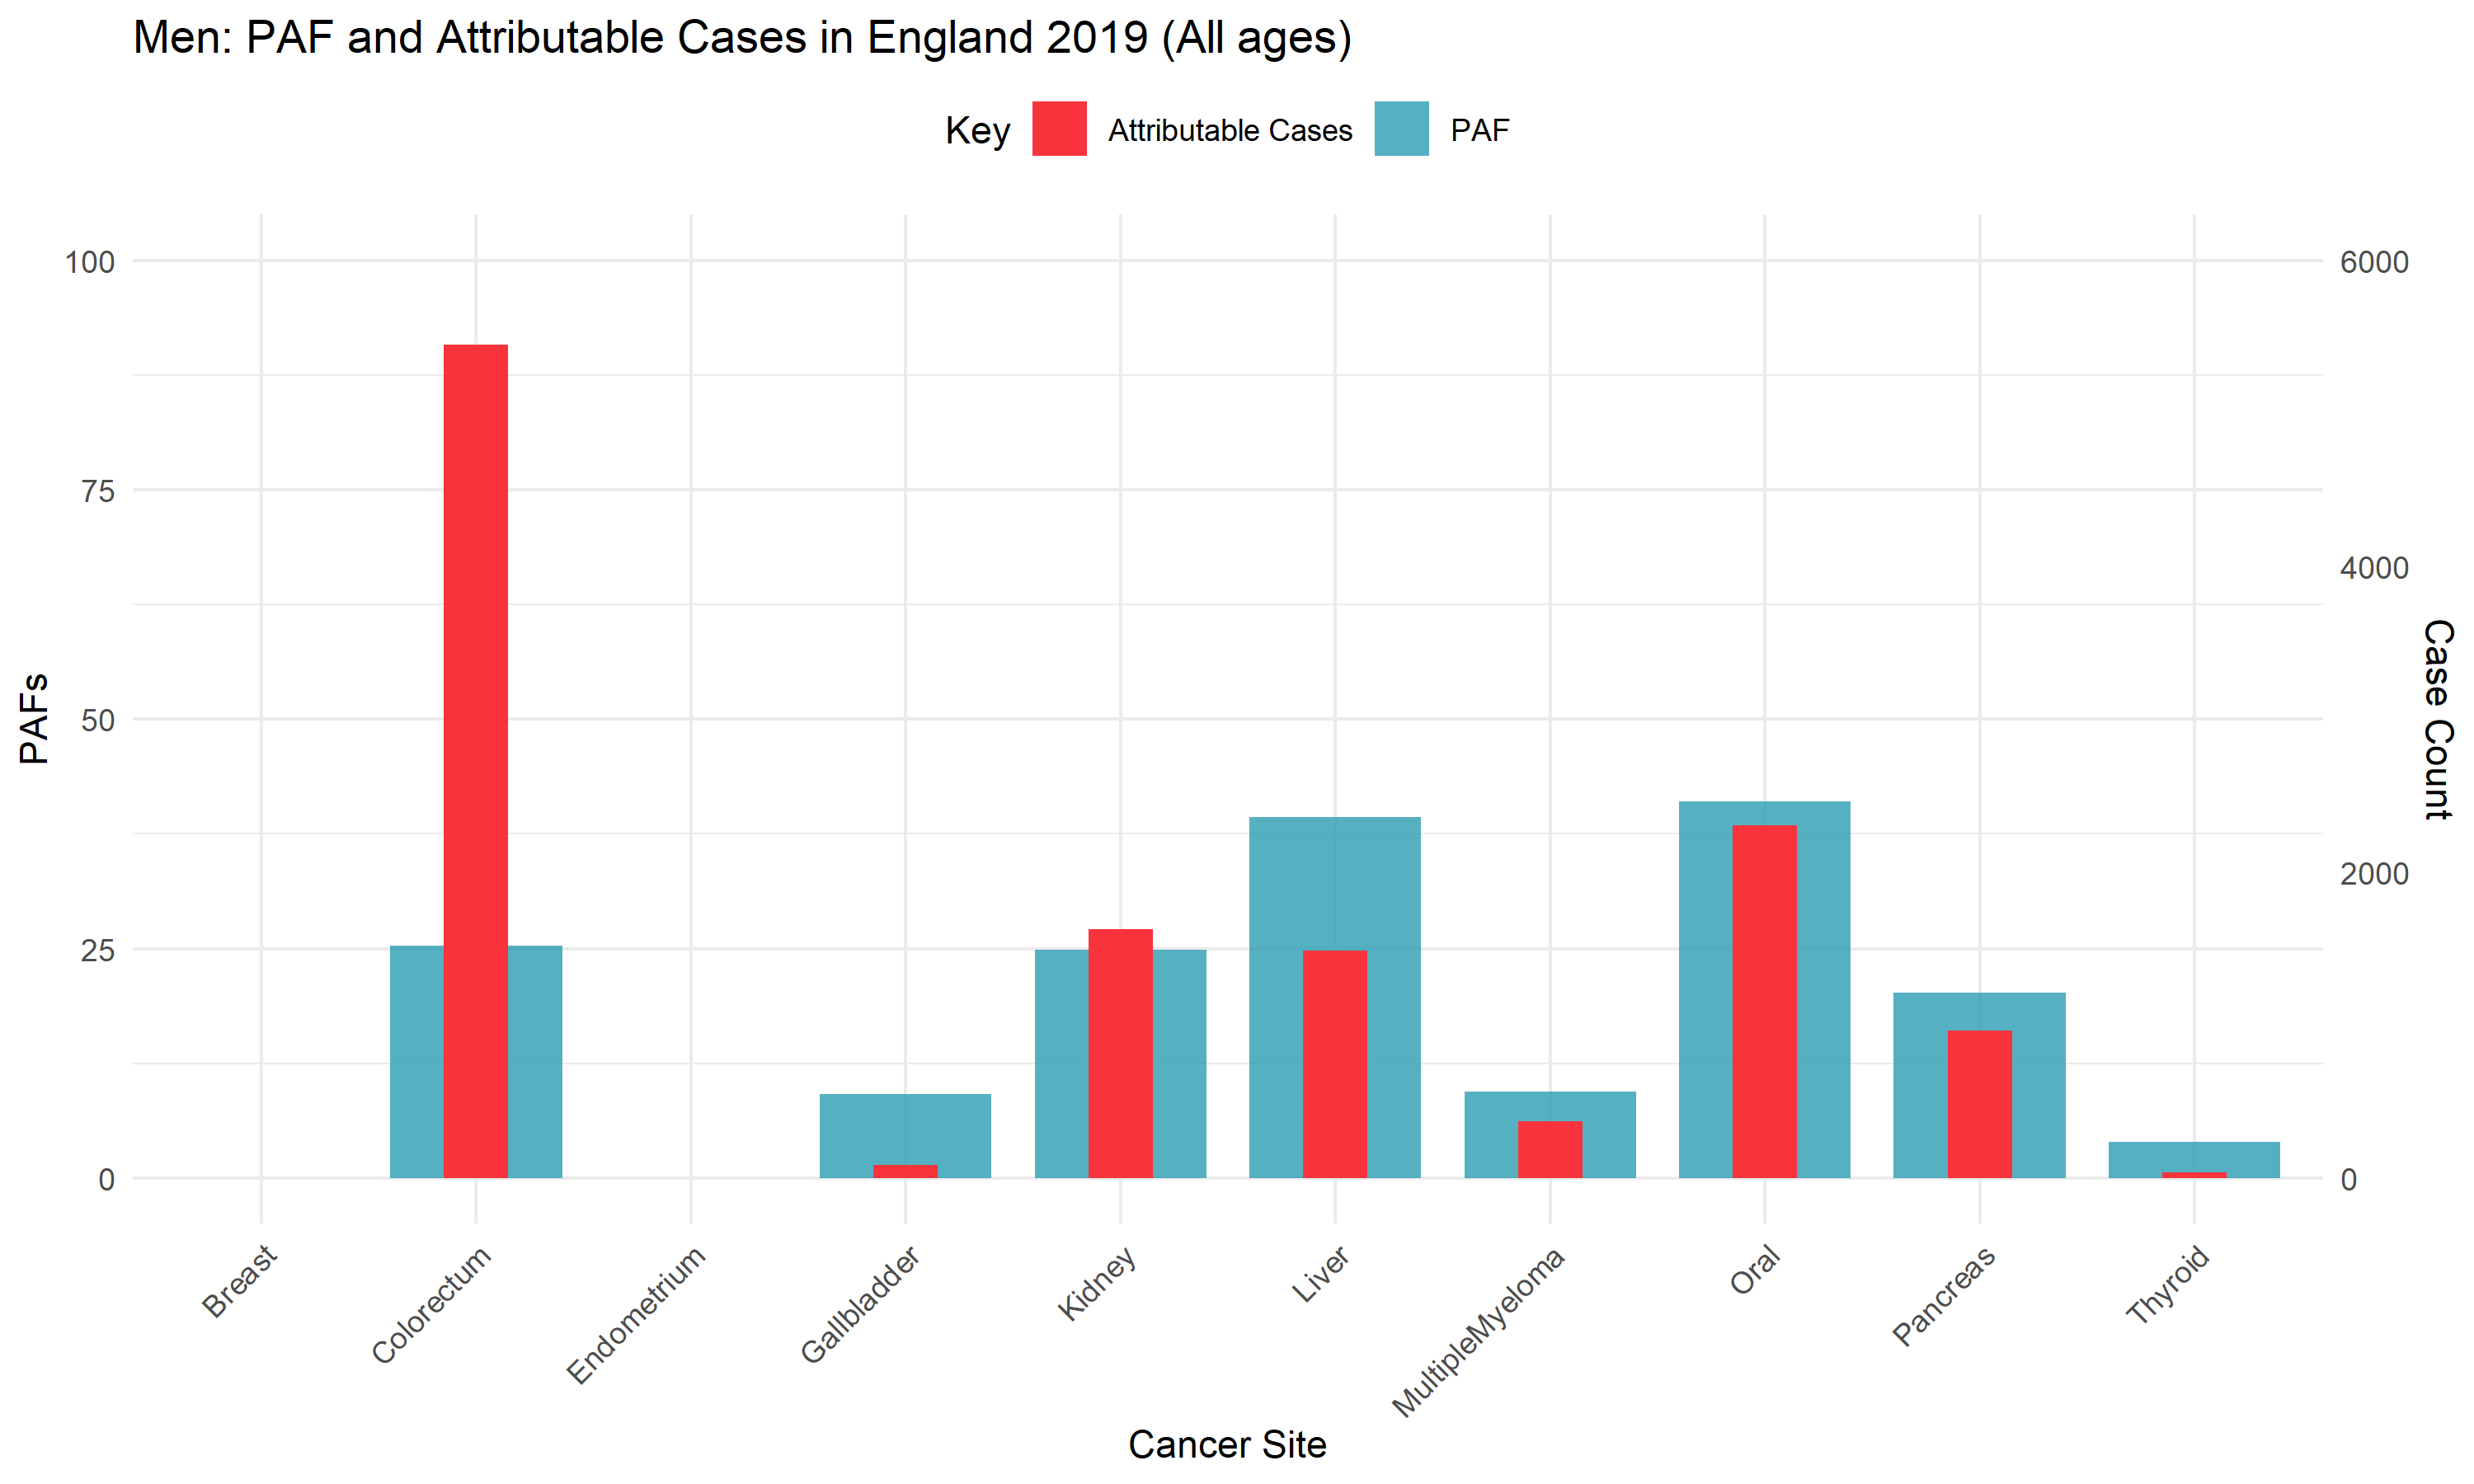 Men: PAF and Attributable Cases in England 2019 (All ages)
Key Attributable Cases PAF
100
75
50
25
0
PAFs
6000
4000
2000
0
Case Count
Breast
Colorectum
Endometrium
Gallbladder
Kidney
Liver
MultipleMyeloma
Oral
Pancreas
Thyroid
Cancer Site